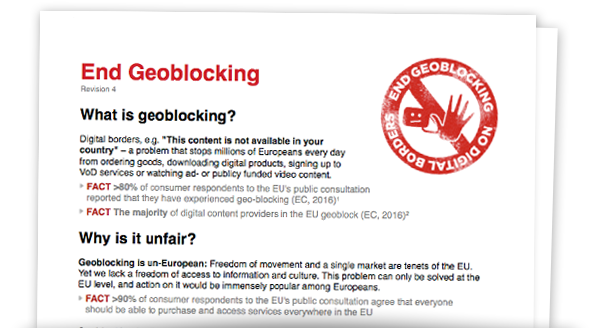 End Geoblocking
Revision 4
END GEOBLOCKING
NO DIGITAL BORDERS
What is geoblocking?
Digital borders, e.g. "This content is not available in your
country" – a problem that stops millions of Europeans every day
from ordering goods, downloading digital products, signing up to
VoD services or watching ad- or publicly funded video content.
FACT >80% of consumer respondents to the EU's public consultation
reported that they have experienced geo-blocking (EC, 2016)¹
FACT The majority of digital content providers in the EU geoblock (EC, 2016)²
Why is it unfair?
Geoblocking is un-European: Freedom of movement and a single market are tenets of the EU.
Yet we lack a freedom of access to information and culture. This problem can only be solved at the
EU level, and action on it would be immensely popular among Europeans.
FACT >90% of consumer respondents to the EU's public consultation agree that everyone
should be able to purchase and access services everywhere in the EU